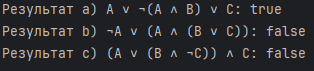 Результат a) A ∨ ¬(A ∧ B) ∨ C: true
Результат b) ¬A ∨ (A ∧ (B ∨ C)): false
Результат c) (A ∨ (B ∧ ¬C)) ∧ C: false